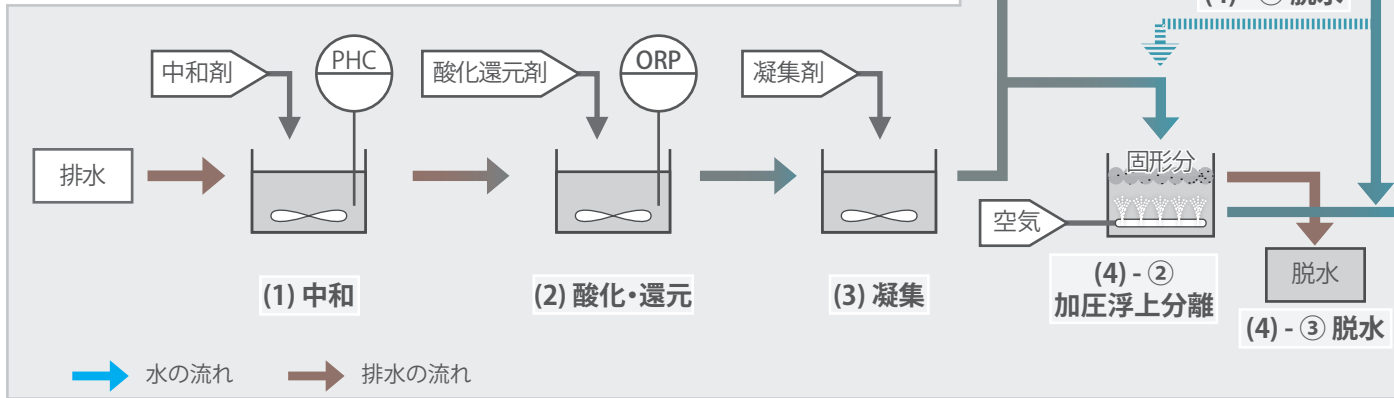 中和剤
PHC
酸化還元剤
ORP
凝集剤
排水
固形分
空気
脱水
(1) 中和
(2) 酸化・還元
(3) 凝集
(4) - ②
加圧浮上分離
(4) - ③ 脱水
水の流れ
排水の流れ